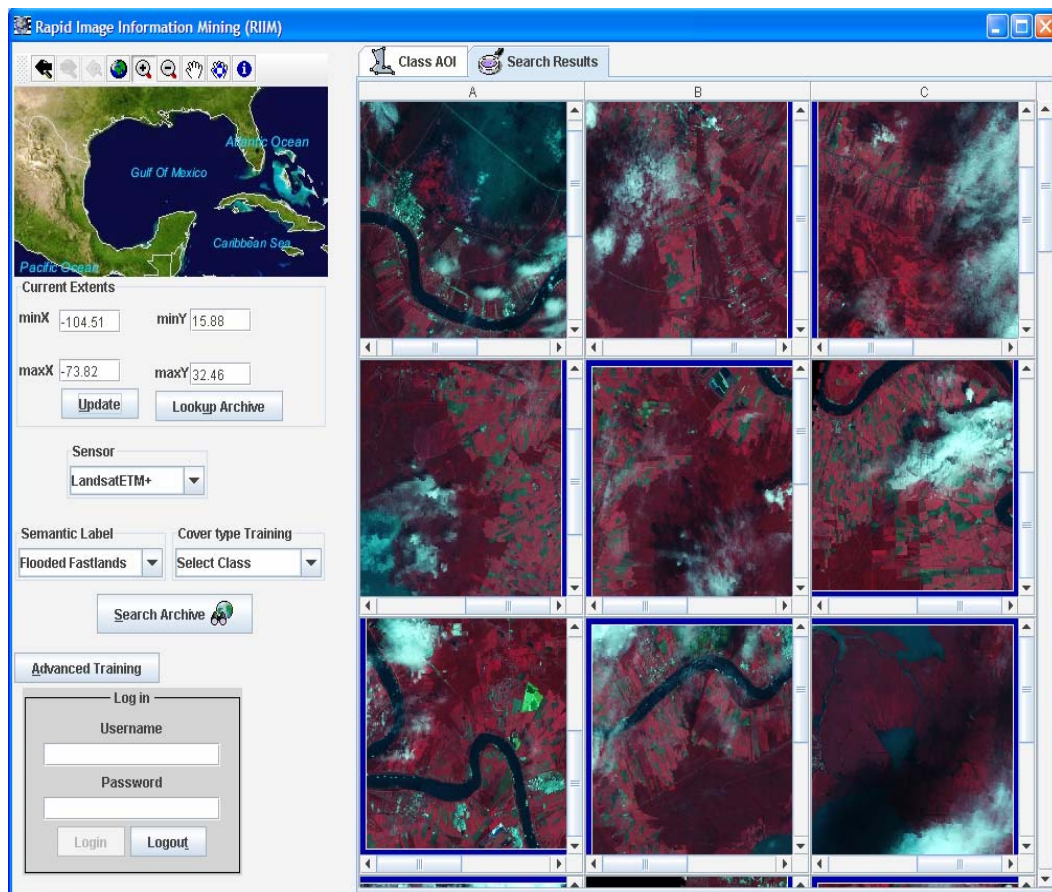 Rapid Image Information Mining (RIIM)
Class AOI
Search Results
A
B
C
Atlantic Ocean
Gulf Of Mexico
Caribbean Sea
Pacific Ocean
Current Extents
minX -104.51 minY 15.88
maxX -73.82 maxY 32.46
Update Lookup Archive
Sensor
LandsatETM+
Semantic Label Cover type Training
Flooded Fastlands Select Class
Search Archive
Advanced Training
Log in
Username
Password
Login Logout